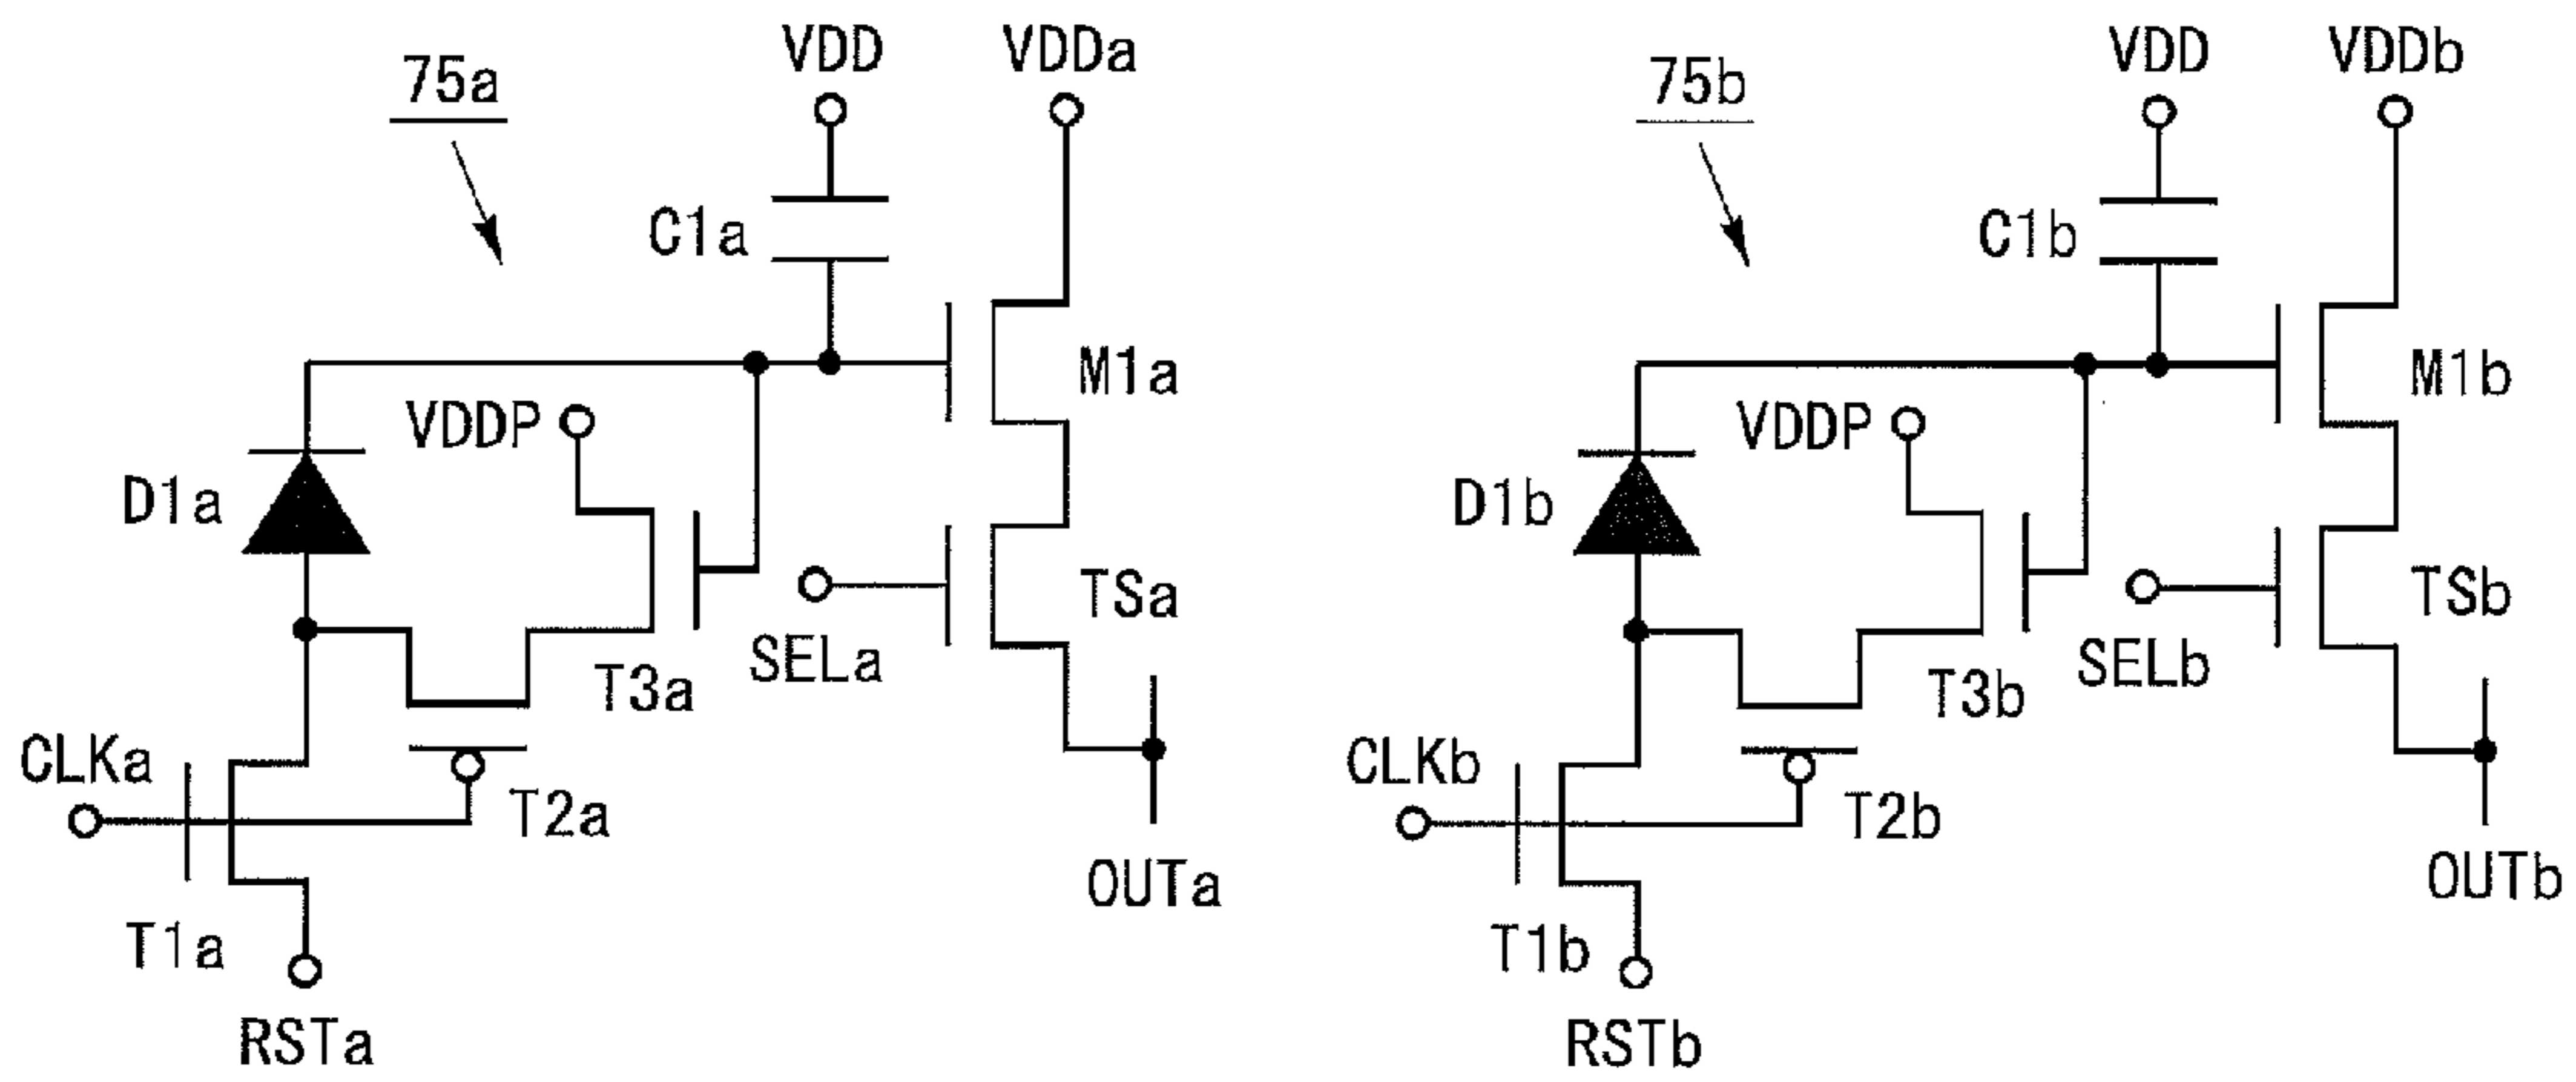 VDD
VDDa
75a
C1a
M1a
VDDP
D1a
TSa
SELa
T3a
CLKa
T2a
OUTa
T1a
RSTa
VDD
VDDb
75b
C1b
M1b
VDDP
D1b
TSb
SELb
T3b
CLKb
T2b
OUTb
T1b
RSTb